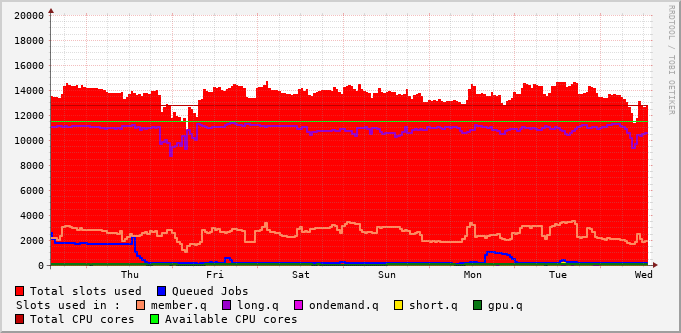 20000
18000
16000
14000
12000
10000
8000
6000
4000
2000
0
Thu Fri Sat Sun Mon Tue Wed
RRDTOOL / TOBI OETIKER
Total slots used Queued Jobs
Slots used in : member.q long.q ondemand.q short.q gpu.q
Total CPU cores Available CPU cores